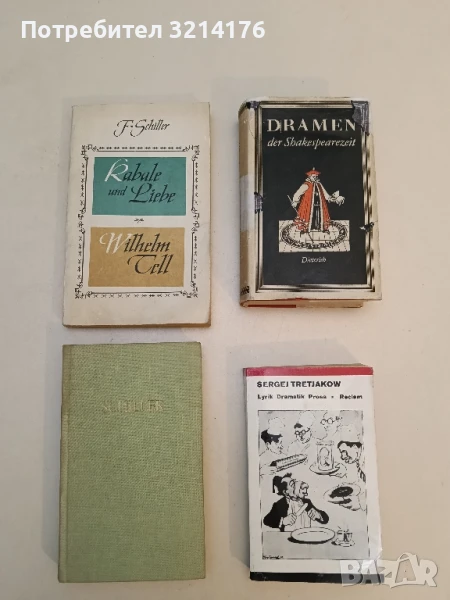 Потребител 3214176
F. Schiller
Kabale
und Liebe
Wilhelm
Tell
DRAMEN
der Shakespearezeit
Dieterich
SCHILLER
SERGEJ TRETJAKOW
Lyrik Dramatik Prosa • Reclam
BAZAR